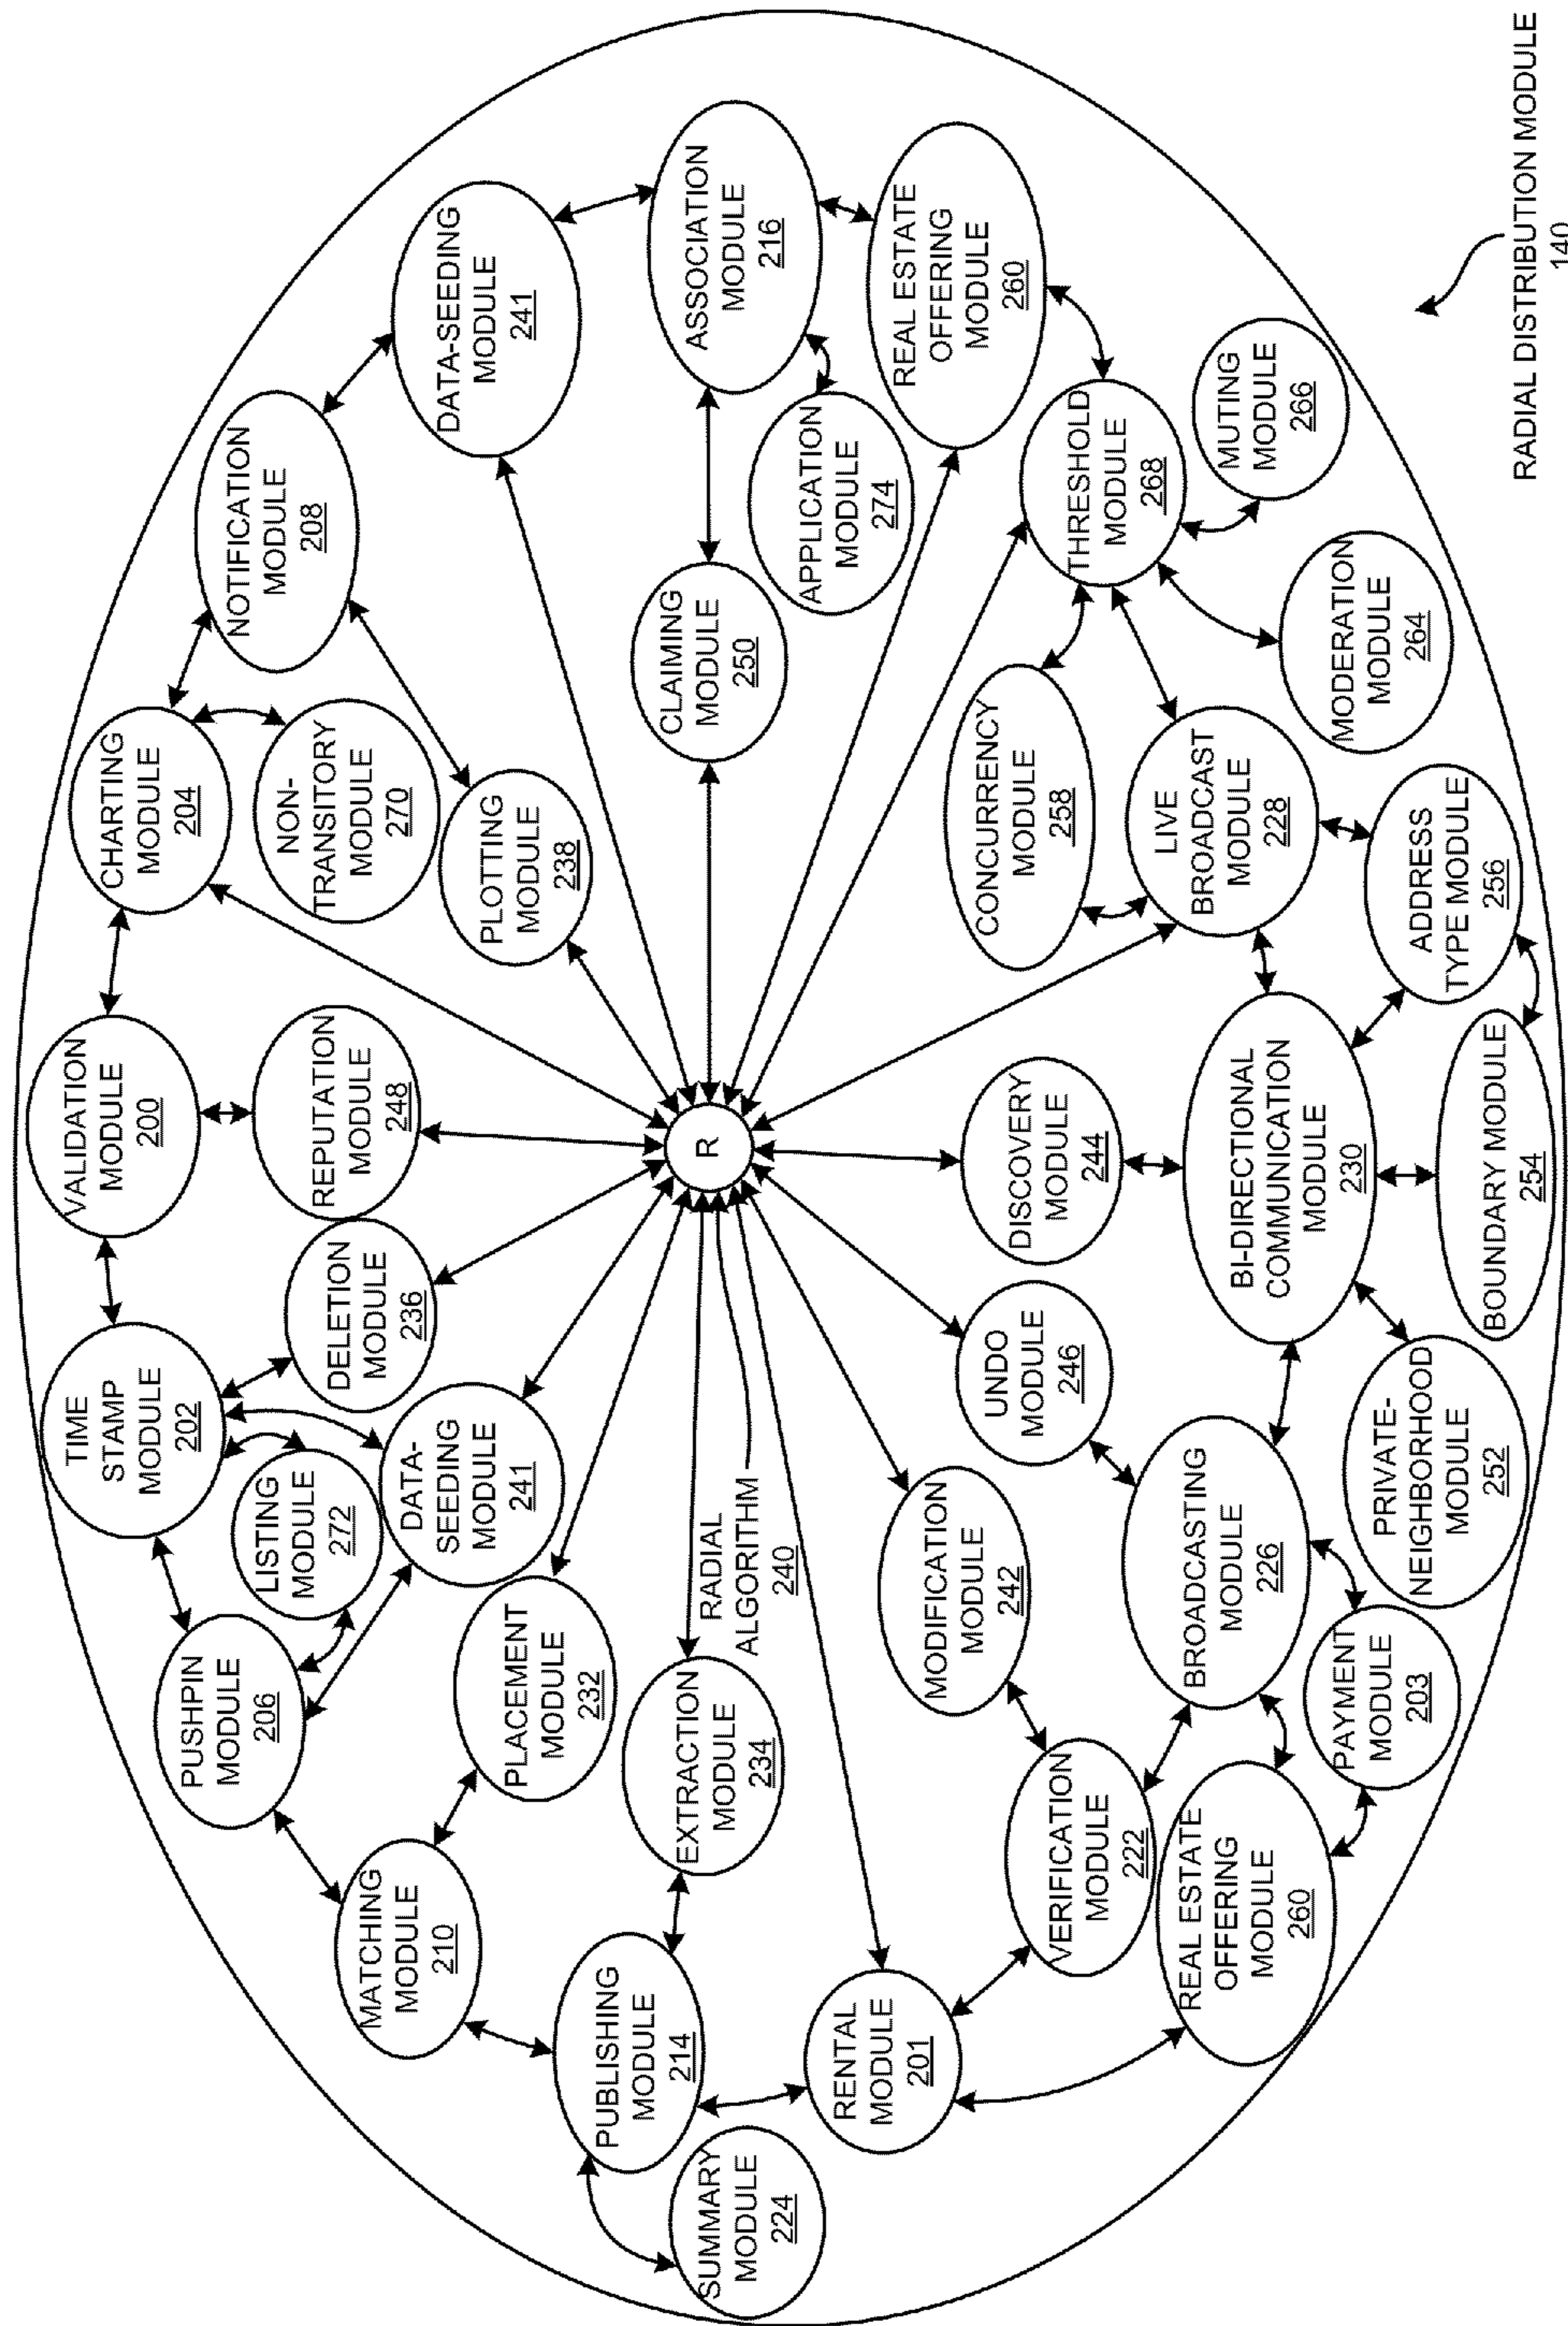 TIME
STAMP
MODULE
202
VALIDATION
MODULE
200
CHARTING
MODULE
204
NOTIFICATION
MODULE
208
DATA-SEEDING
MODULE
241
ASSOCIATION
MODULE
216
REAL ESTATE
OFFERING
MODULE
260
PUSHPIN
MODULE
206
LISTING
MODULE
272
DELETION
MODULE
236
REPUTATION
MODULE
248
NON-
TRANSITORY
MODULE
270
PLOTTING
MODULE
238
DATA-
SEEDING
MODULE
241
MATCHING
MODULE
210
PLACEMENT
MODULE
232
CLAIMING
MODULE
250
APPLICATION
MODULE
274
PUBLISHING
MODULE
214
EXTRACTION
MODULE
234
RADIAL
ALGORITHM
240
R
SUMMARY
MODULE
224
RENTAL
MODULE
201
MODIFICATION
MODULE
242
UNDO
MODULE
246
DISCOVERY
MODULE
244
CONCURRENCY
MODULE
258
THRESHOLD
MODULE
268
MUTING
MODULE
266
VERIFICATION
MODULE
222
BROADCASTING
MODULE
226
BI-DIRECTIONAL
COMMUNICATION
MODULE
230
LIVE
BROADCAST
MODULE
228
MODERATION
MODULE
264
REAL ESTATE
OFFERING
MODULE
260
PAYMENT
MODULE
203
PRIVATE-
NEIGHBORHOOD
MODULE
252
BOUNDARY MODULE
254
ADDRESS
TYPE MODULE
256
RADIAL DISTRIBUTION MODULE
140